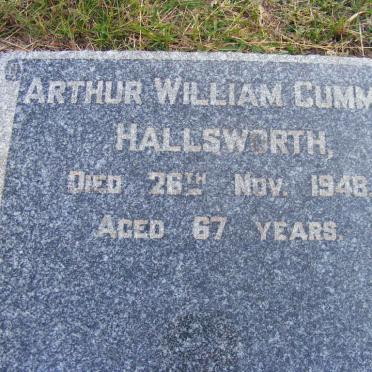 ARTHUR WILLIAM CUMM
HALLSWORTH,
DIED 26TH NOV. 1948,
AGED 67 YEARS.